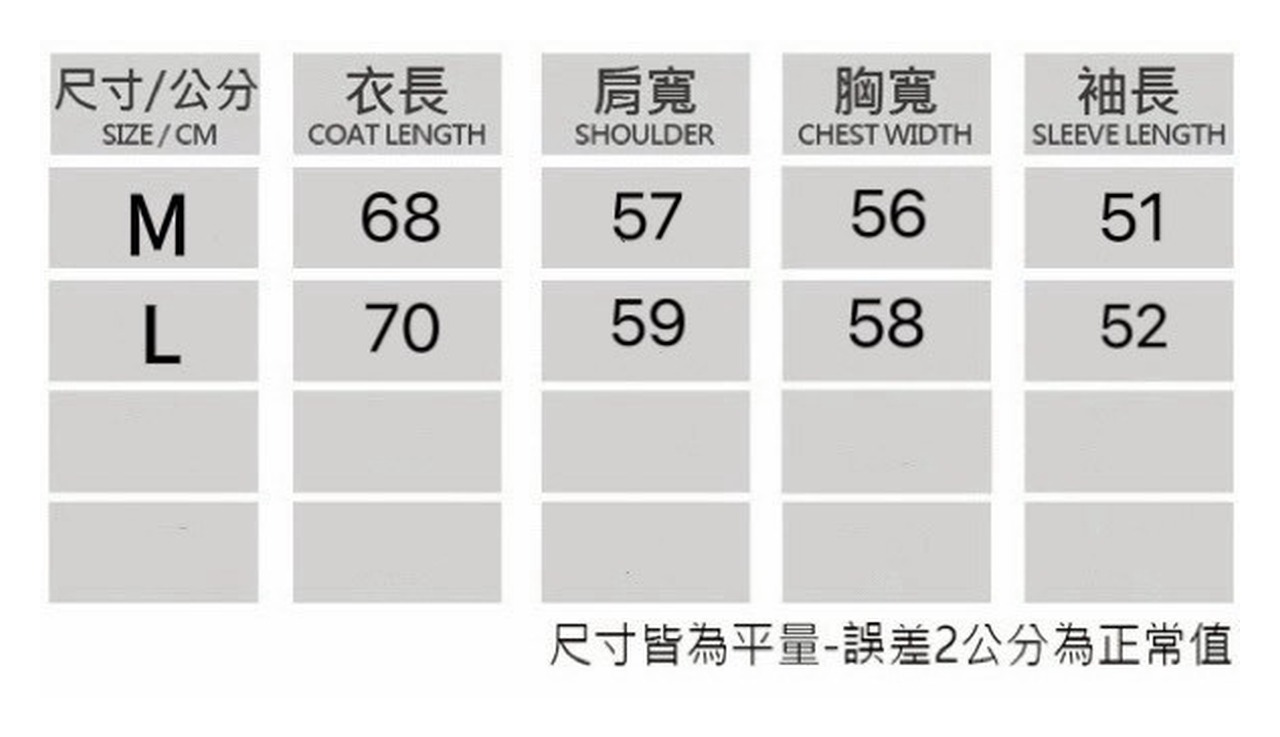 尺寸/公分 衣長 肩寬 胸寬 袖長
SIZE / CM COAT LENGTH SHOULDER CHEST WIDTH SLEEVE LENGTH
M 68 57 56 51
L 70 59 58 52
尺寸皆為平量-誤差2公分為正常值